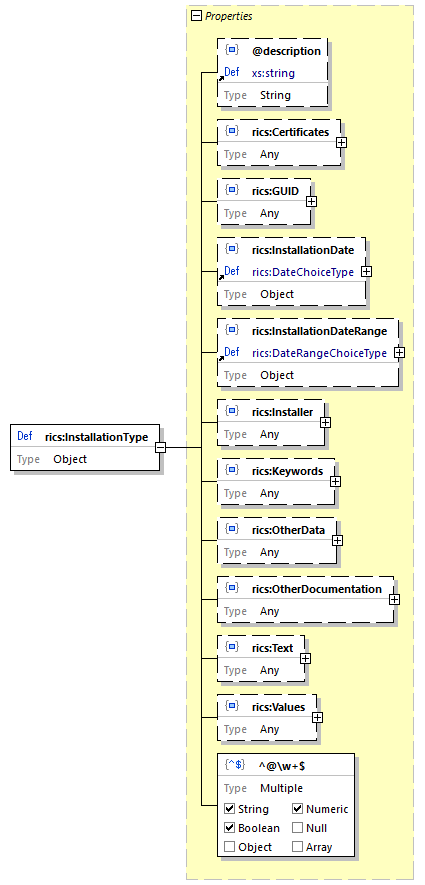 Properties
@description
Def xs:string
Type String
rics:Certificates
Type Any
rics:GUID
Type Any
rics:InstallationDate
Def rics:DateChoiceType
Type Object
rics:InstallationDateRange
Def rics:DateRangeChoiceType
Type Object
rics:Installer
Type Any
Def rics:InstallationType
Type Object
rics:Keywords
Type Any
rics:OtherData
Type Any
rics:OtherDocumentation
Type Any
rics:Text
Type Any
rics:Values
Type Any
{^$} ^@\w+$
Type Multiple
String Numeric
Boolean Null
Object Array